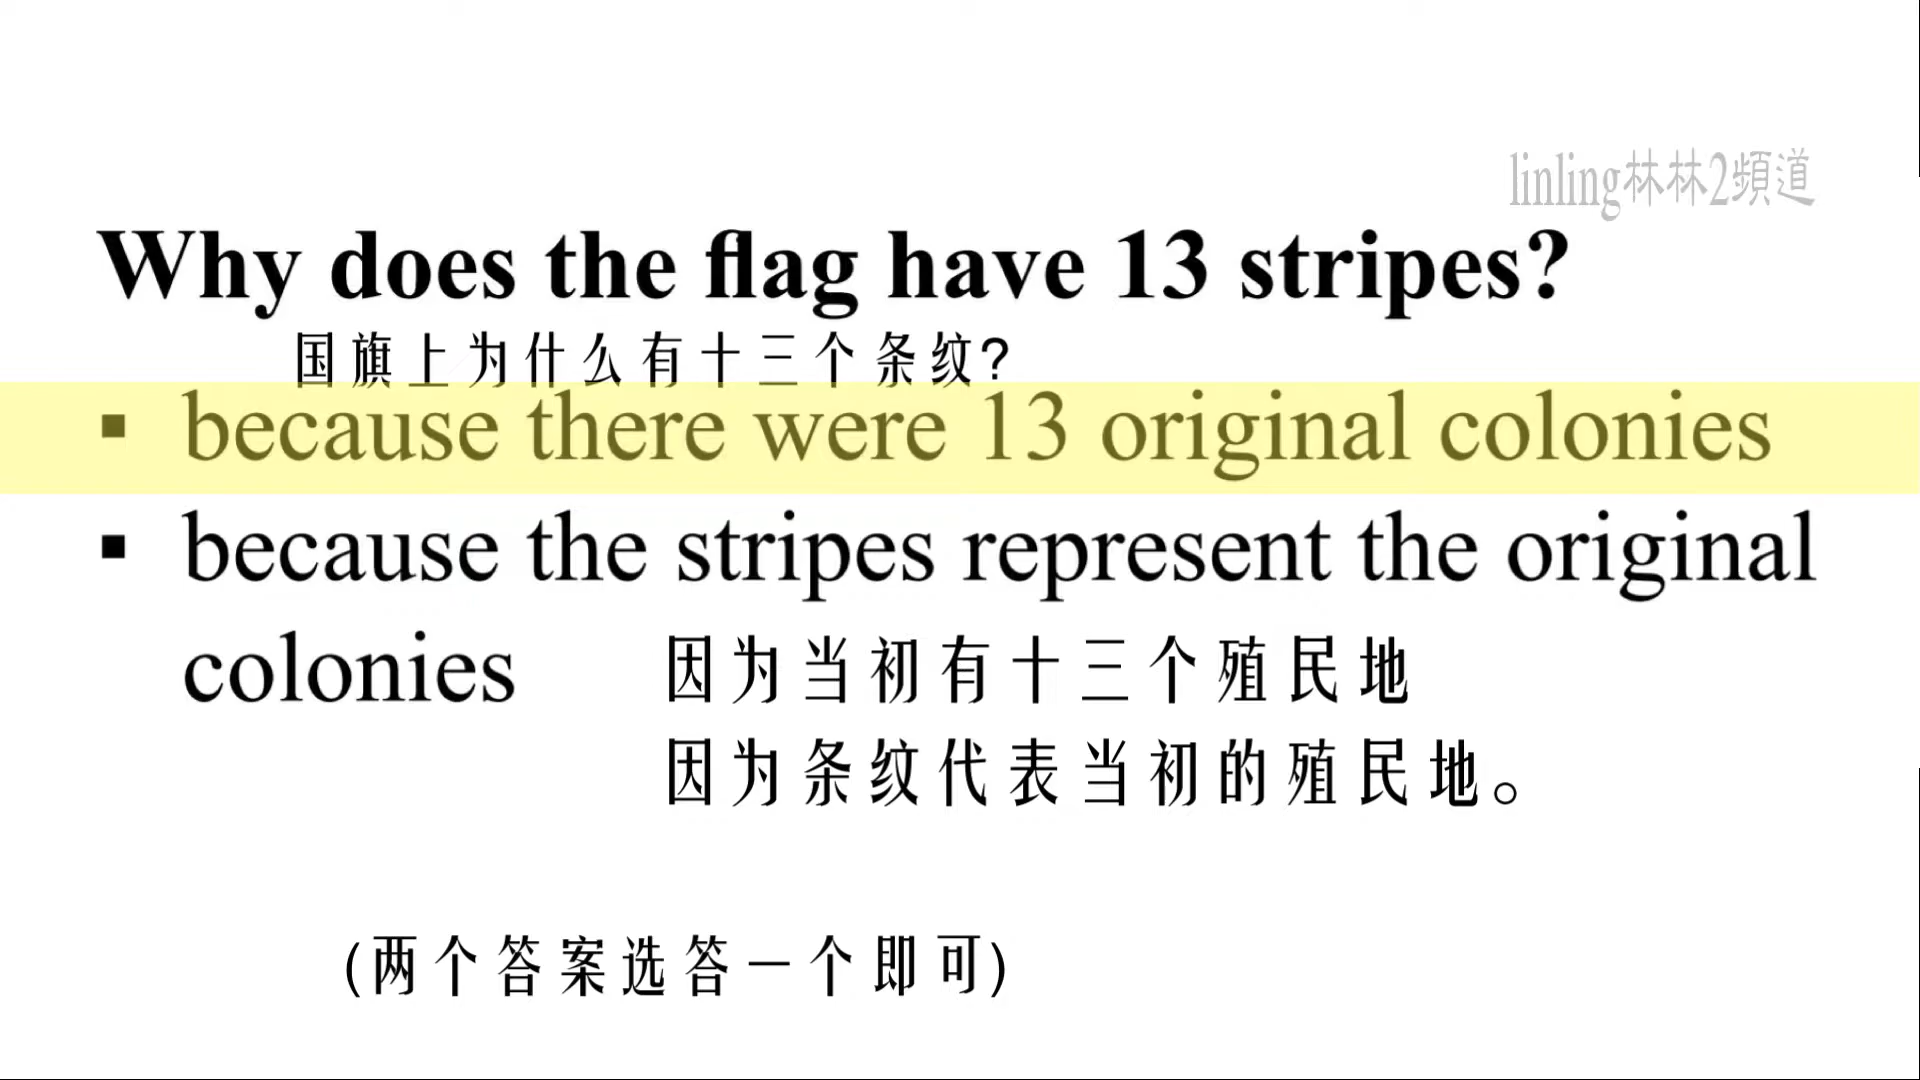 linling林林2頻道
Why does the flag have 13 stripes?
国旗上为什么有十三个条纹?
▪ because there were 13 original colonies
▪ because the stripes represent the original
colonies
因为当初有十三个殖民地
因为条纹代表当初的殖民地。
(两个答案选答一个即可)